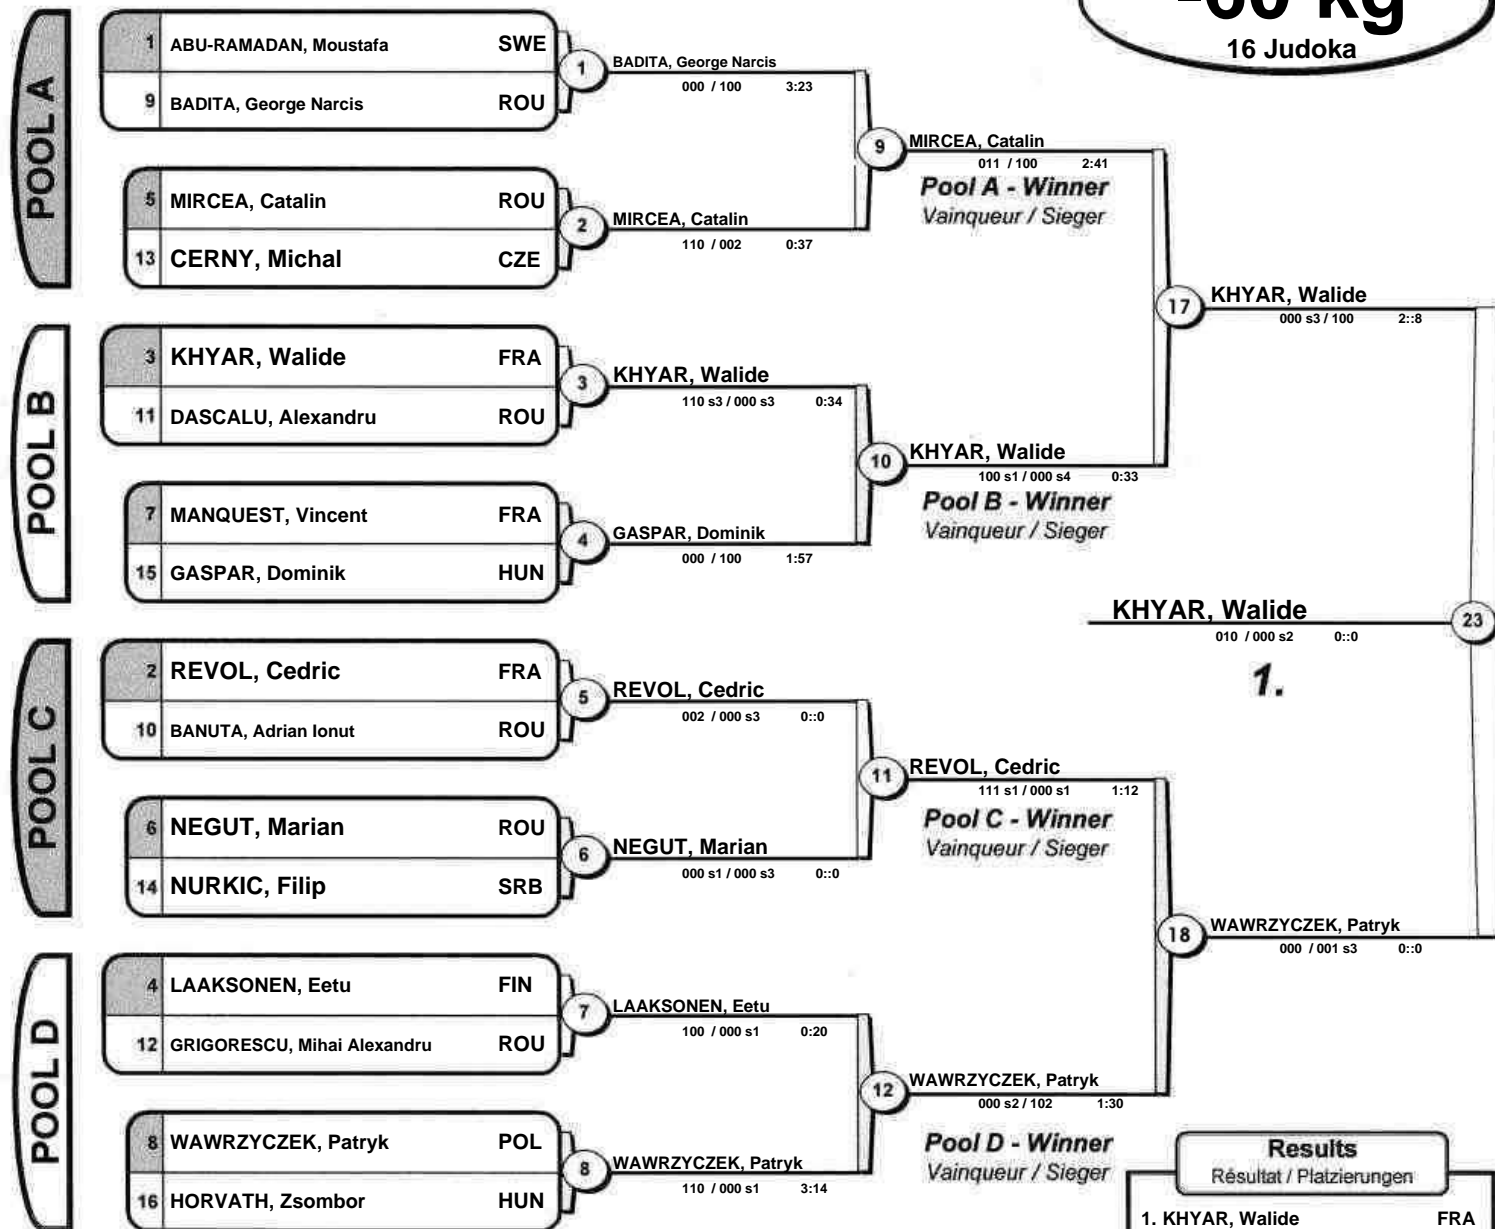 -60 kg
16 Judoka
POOL A
1 ABU-RAMADAN, Moustafa SWE
9 BADITA, George Narcis ROU
1
BADITA, George Narcis
000 / 100 3:23
5 MIRCEA, Catalin ROU
13 CERNY, Michal CZE
2
MIRCEA, Catalin
110 / 002 0:37
9
MIRCEA, Catalin
011 / 100 2:41
Pool A - Winner
Vainqueur / Sieger
POOL B
3 KHYAR, Walide FRA
11 DASCALU, Alexandru ROU
3
KHYAR, Walide
110 s3 / 000 s3 0:34
7 MANQUEST, Vincent FRA
15 GASPAR, Dominik HUN
4
GASPAR, Dominik
000 / 100 1:57
10
KHYAR, Walide
100 s1 / 000 s4 0:33
Pool B - Winner
Vainqueur / Sieger
17
KHYAR, Walide
000 s3 / 100 2::8
POOL C
2 REVOL, Cedric FRA
10 BANUTA, Adrian Ionut ROU
5
REVOL, Cedric
002 / 000 s3 0::0
6 NEGUT, Marian ROU
14 NURKIC, Filip SRB
6
NEGUT, Marian
000 s1 / 000 s3 0::0
11
REVOL, Cedric
111 s1 / 000 s1 1:12
Pool C - Winner
Vainqueur / Sieger
POOL D
4 LAAKSONEN, Eetu FIN
12 GRIGORESCU, Mihai Alexandru ROU
7
LAAKSONEN, Eetu
100 / 000 s1 0:20
8 WAWRZYCZEK, Patryk POL
16 HORVATH, Zsombor HUN
8
WAWRZYCZEK, Patryk
110 / 000 s1 3:14
12
WAWRZYCZEK, Patryk
000 s2 / 102 1:30
Pool D - Winner
Vainqueur / Sieger
18
WAWRZYCZEK, Patryk
000 / 001 s3 0::0
KHYAR, Walide
010 / 000 s2 0::0
23
1.
Results
Résultat / Platzierungen
1. KHYAR, Walide FRA